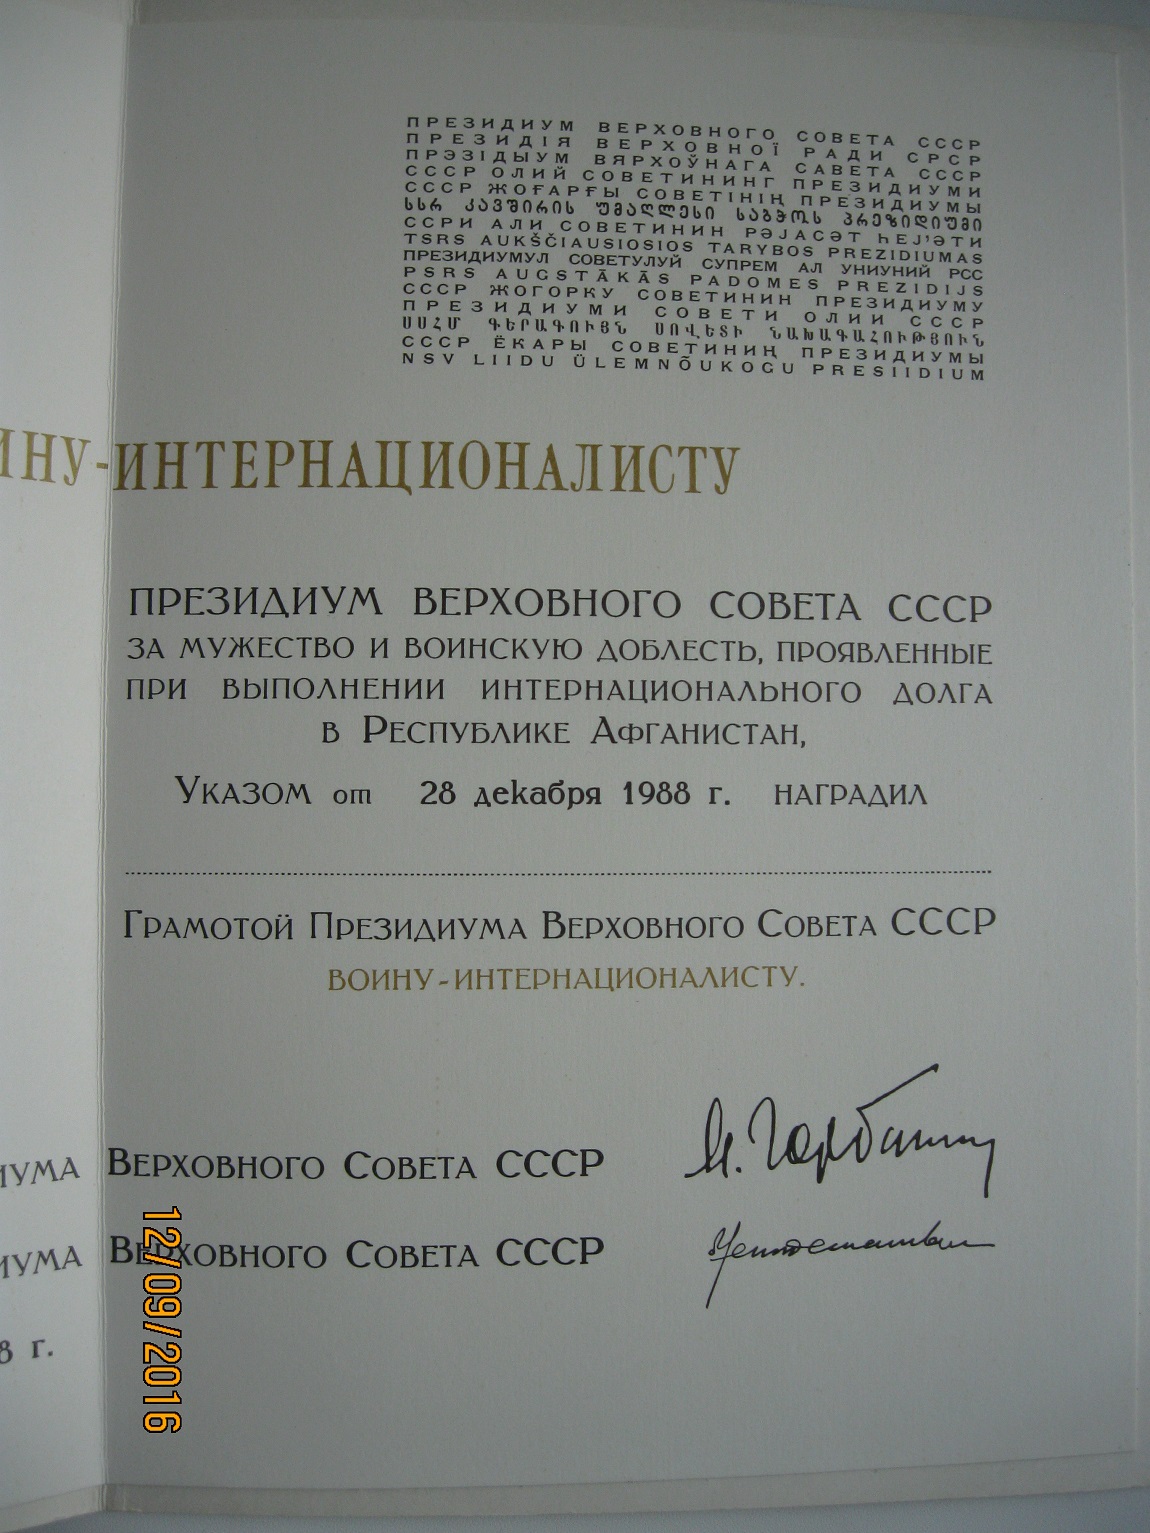 ПРЕЗИДИУМ ВЕРХОВНОГО СОВЕТА СССР
ПРЕЗИДІЯ ВЕРХОВНОЇ РАДИ СРСР
ПРЭЗІДЫУМ ВЯРХОЎНАГА САВЕТА СССР
СССР ОЛИЙ СОВЕТИНИНГ ПРЕЗИДИУМИ
СССР ЖОҒАРҒЫ СОВЕТІНІҢ ПРЕЗИДИУМЫ
ᲡᲡᲠ ᲙᲐᲕᲨᲘᲠᲘᲡ ᲣᲛᲐᲦᲚᲔᲡᲘ ᲡᲐᲑᲭᲝᲡ ᲞᲠᲔᲖᲘᲓᲘᲣᲛᲘ
ССРИ АЛИ СОВЕТИНИН РӘЈАСӘТ ҺЕЈ'ӘТИ
TSRS AUKŠČIAUSIOSIOS TARYBOS PREZIDIUMAS
ПРЕЗИДИУМУЛ СОВЕТУЛУЙ СУПРЕМ АЛ УНИУНИЙ РСС
PSRS AUGSTĀKĀS PADOMES PREZIDIJS
СССР ЖОГОРКУ СОВЕТИНИН ПРЕЗИДИУМУ
ПРЕЗИДИУМИ СОВЕТИ ОЛИИ СССР
ՍՍՀՄ ԳԵՐԱԳՈՒՅՆ ՍՈՎԵՏԻ ՆԱԽԱԳԱՀՈՒԹՅՈՒՆ
СССР ЁКАРЫ СОВЕТИНИҢ ПРЕЗИДИУМЫ
NSV LIIDU ÜLEMNÕUKOGU PRESIIDIUM
ИНУ-ИНТЕРНАЦИОНАЛИСТУ
ПРЕЗИДИУМ ВЕРХОВНОГО СОВЕТА СССР
ЗА МУЖЕСТВО И ВОИНСКУЮ ДОБЛЕСТЬ, ПРОЯВЛЕННЫЕ
ПРИ ВЫПОЛНЕНИИ ИНТЕРНАЦИОНАЛЬНОГО ДОЛГА
В РЕСПУБЛИКЕ АФГАНИСТАН,
УКАЗОМ от 28 декабря 1988 г. НАГРАДИЛ
ГРАМОТОЙ ПРЕЗИДИУМА ВЕРХОВНОГО СОВЕТА СССР
ВОИНУ-ИНТЕРНАЦИОНАЛИСТУ.
ИУМА ВЕРХОВНОГО СОВЕТА СССР М. Горбачев
ИУМА ВЕРХОВНОГО СОВЕТА СССР
8 г.
12/09/2016